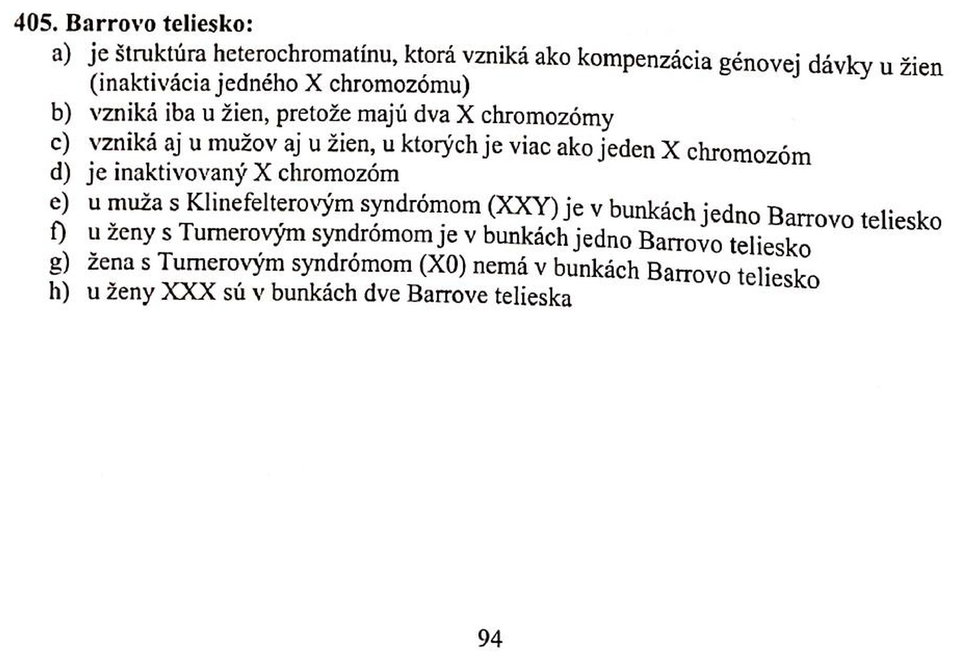 405. Barrovo teliesko:
a) je štruktúra heterochromatínu, ktorá vzniká ako kompenzácia génovej dávky u žien
(inaktivácia jedného X chromozómu)
b) vzniká iba u žien, pretože majú dva X chromozómy
c) vzniká aj u mužov aj u žien, u ktorých je viac ako jeden X chromozóm
d) je inaktivovaný X chromozóm
e) u muža s Klinefelterovým syndrómom (XXY) je v bunkách jedno Barrovo teliesko
f) u ženy s Turnerovým syndrómom je v bunkách jedno Barrovo teliesko
g) žena s Turnerovým syndrómom (X0) nemá v bunkách Barrovo teliesko
h) u ženy XXX sú v bunkách dve Barrove telieska
94